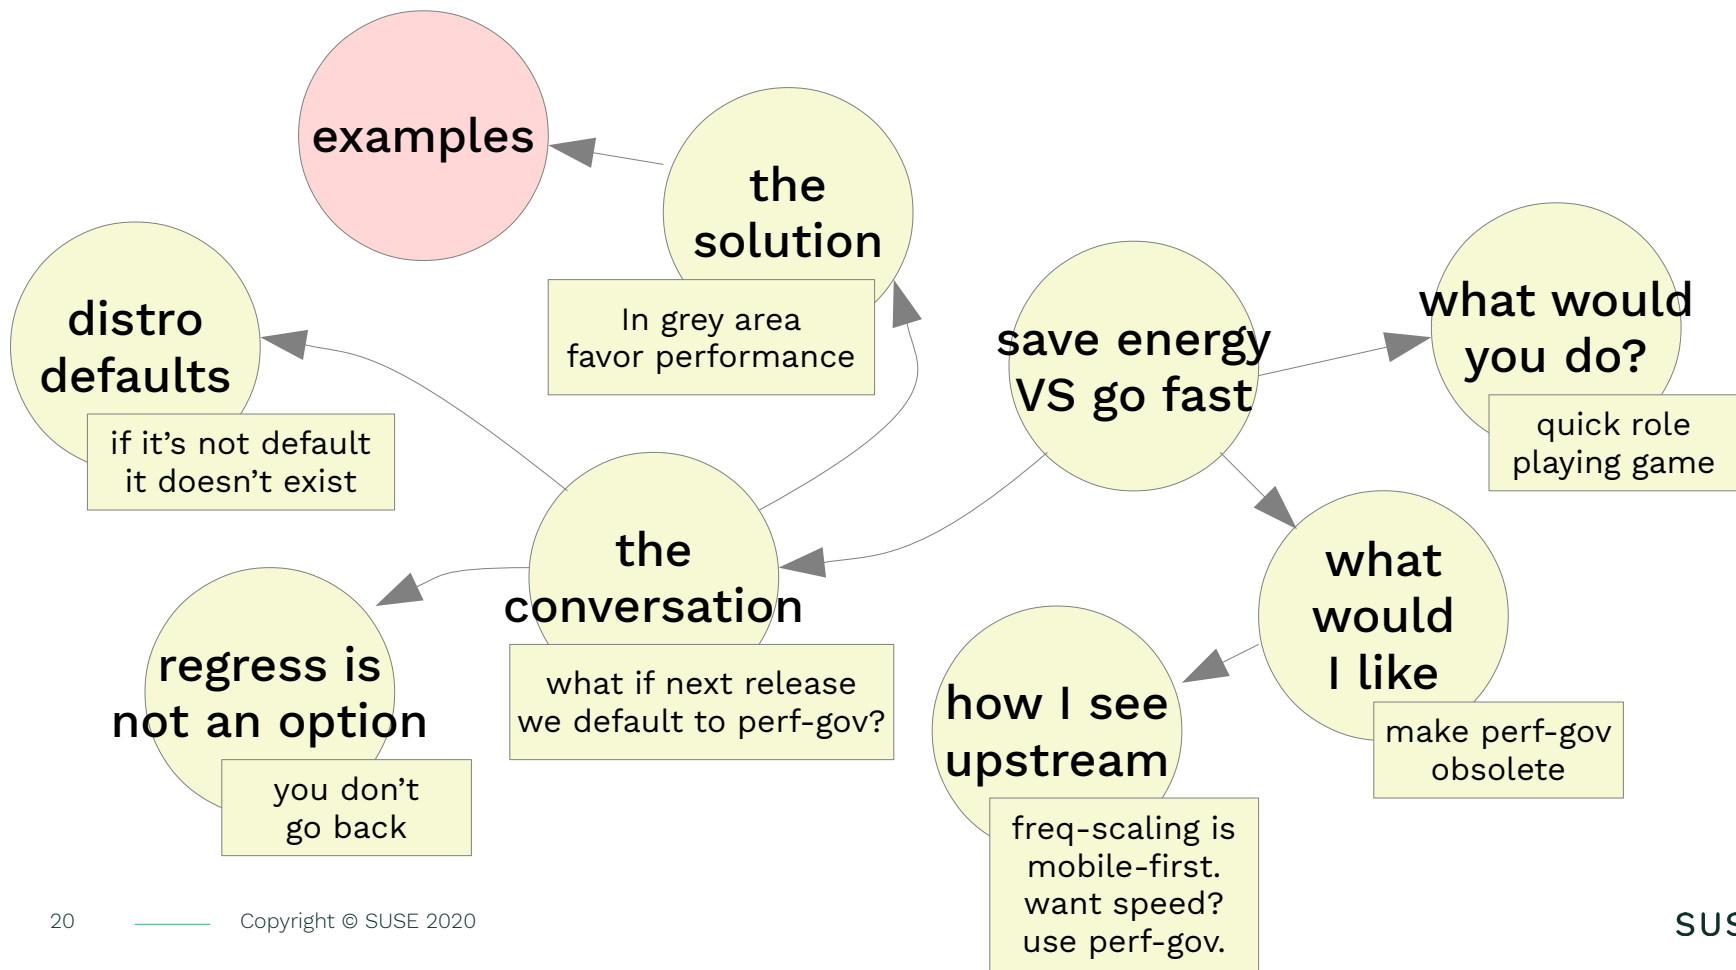 examples
the
solution
In grey area
favor performance
distro
defaults
if it’s not default
it doesn’t exist
save energy
VS go fast
what would
you do?
quick role
playing game
the
conversation
what if next release
we default to perf-gov?
regress is
not an option
you don’t
go back
what
would
I like
make perf-gov
obsolete
how I see
upstream
freq-scaling is
mobile-first.
want speed?
use perf-gov.
20
Copyright © SUSE 2020
SUS